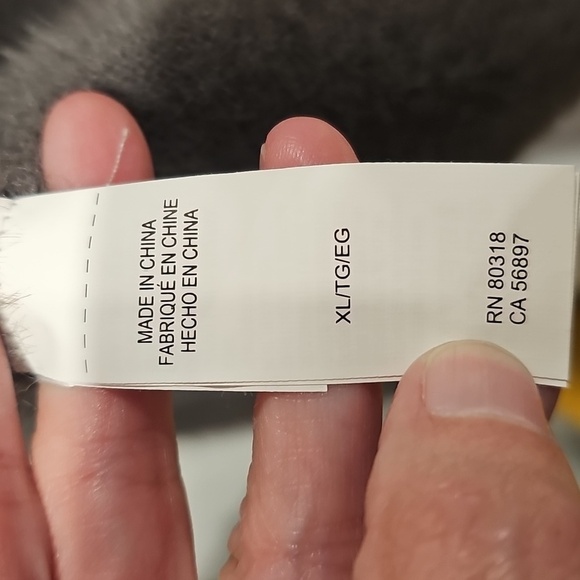 MADE IN CHINA
FABRIQUÉ EN CHINE
HECHO EN CHINA
XL/TG/EG
RN 80318
CA 56897